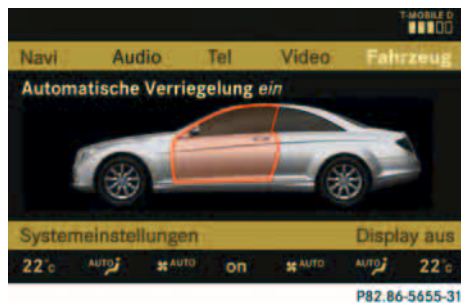 T-MOBILE D
Navi Audio Tel Video Fahrzeug
Automatische Verriegelung ein
Systemeinstellungen Display aus
22°c AUTO AUTO on AUTO AUTO 22°c
P82.86-5655-31